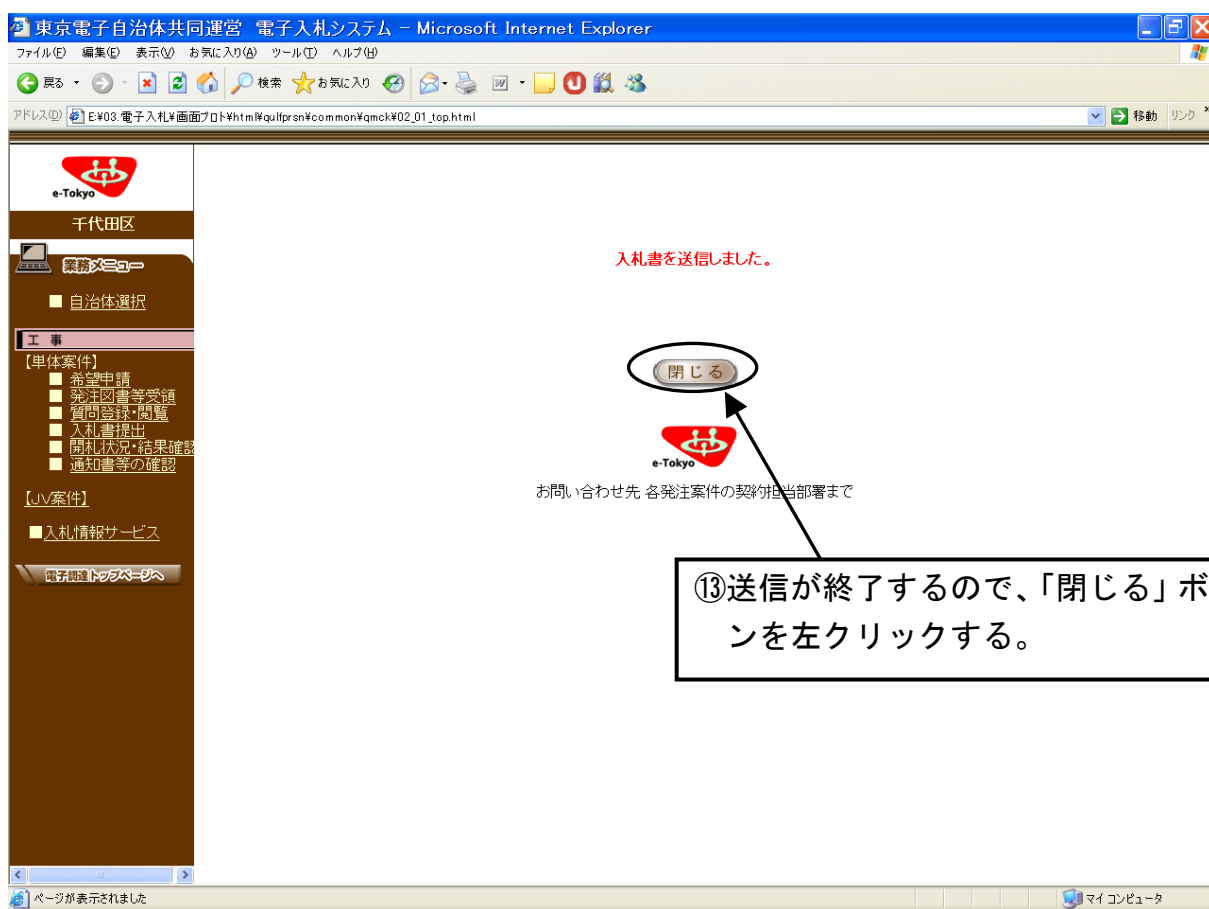 東京電子自治体共同運営 電子入札システム - Microsoft Internet Explorer
ファイル(F) 編集(E) 表示(V) お気に入り(A) ツール(T) ヘルプ(H)
戻る 検索 お気に入り
アドレス(D) E:¥03.電子入札¥画面プロト¥html¥qulfprsn¥common¥qmck¥02_01_top.html 移動 リンク »
e-Tokyo
千代田区
業務メニュー
■ 自治体選択
工 事
【単体案件】
■ 希望申請
■ 発注図書等受領
■ 質問登録・閲覧
■ 入札書提出
■ 開札状況・結果確認
■ 通知書等の確認
【JV案件】
■入札情報サービス
電子調達トップページへ
入札書を送信しました。
閉じる
e-Tokyo
お問い合わせ先 各発注案件の契約担当部署まで
⑬送信が終了するので、「閉じる」ボ
ンを左クリックする。
ページが表示されました
マイ コンピュータ